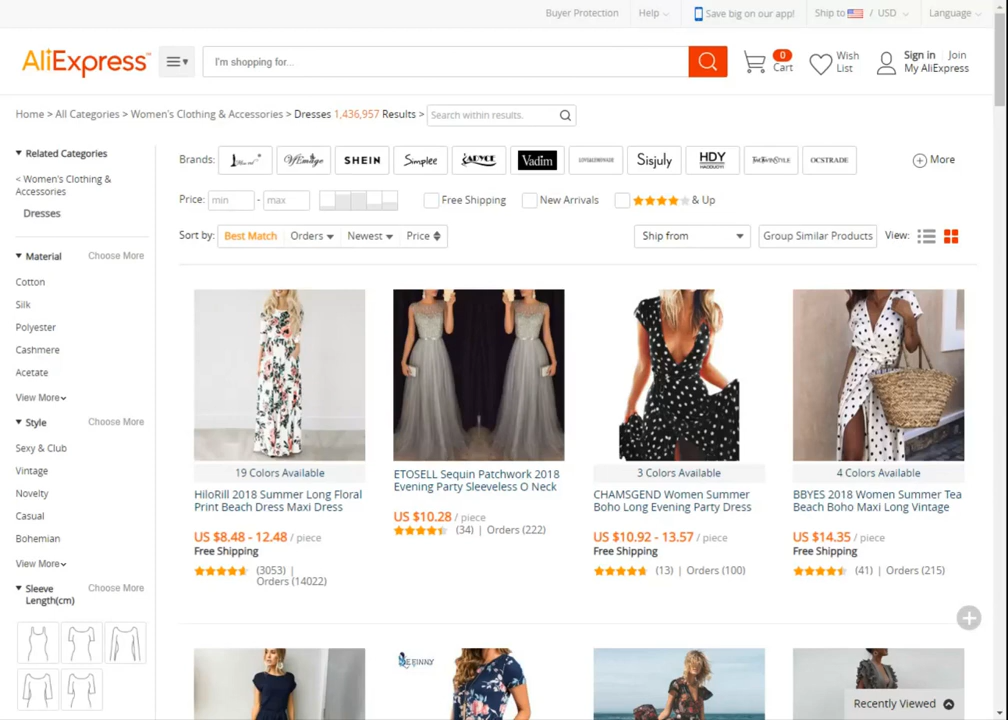 Buyer Protection
Help
Save big on our app!
Ship to / USD
Language
AliExpress™
I'm shopping for...
0
Cart
Wish
List
Sign in Join
My AliExpress
Home > All Categories > Women's Clothing & Accessories > Dresses 1,436,957 Results >
Search within results.
Related Categories
< Women's Clothing &
Accessories
Dresses
Brands:
VfEmage
SHEIN
Simplee
Vadim
LOVE&LEMONADE
Sisjuly
HDY
HAODUOYI
OCSTRADE
More
Price: min - max
Free Shipping
New Arrivals
& Up
Sort by: Best Match Orders Newest Price
Ship from
Group Similar Products
View:
Material Choose More
Cotton
Silk
Polyester
Cashmere
Acetate
View More
Style Choose More
Sexy & Club
Vintage
Novelty
Casual
Bohemian
View More
Sleeve
Length(cm)
Choose More
19 Colors Available
HiloRill 2018 Summer Long Floral
Print Beach Dress Maxi Dress
US $8.48 - 12.48 / piece
Free Shipping
(3053) |
Orders (14022)
ETOSELL Sequin Patchwork 2018
Evening Party Sleeveless O Neck
US $10.28 / piece
(34) | Orders (222)
3 Colors Available
CHAMSGEND Women Summer
Boho Long Evening Party Dress
US $10.92 - 13.57 / piece
Free Shipping
(13) | Orders (100)
4 Colors Available
BBYES 2018 Women Summer Tea
Beach Boho Maxi Long Vintage
US $14.35 / piece
Free Shipping
(41) | Orders (215)
Recently Viewed